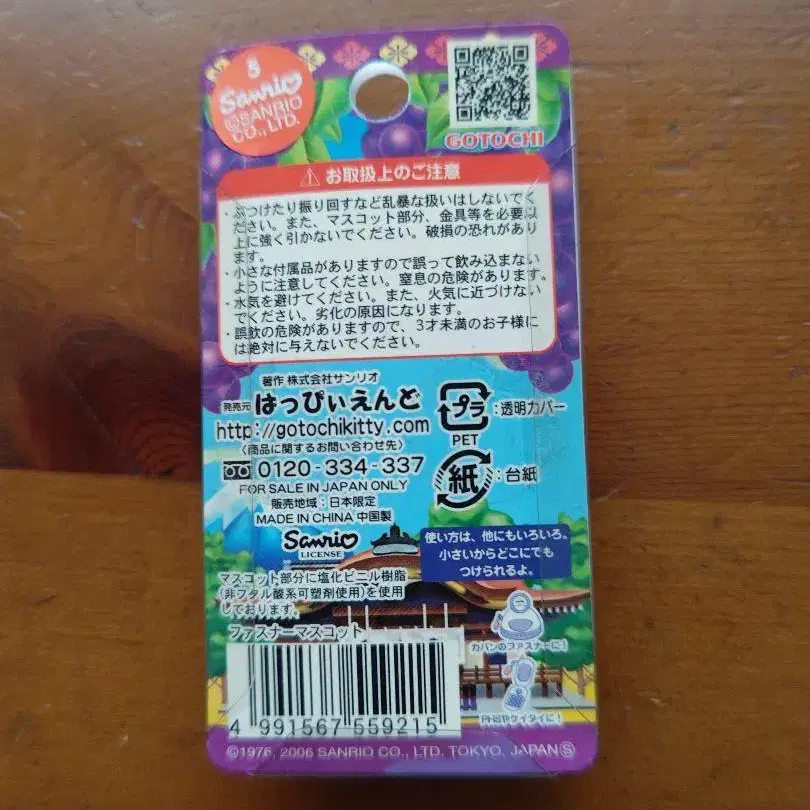 5
Sanrio
©SANRIO
CO., LTD.
GOTOCHI
お取扱上のご注意
・ぶつけたり振り回すなど乱暴な扱いはしないでく
ださい。また、マスコット部分、金具等を必要以
上に強く引かないでください。破損の恐れがあり
ます。
・小さな付属品がありますので誤って飲み込まない
ように注意してください。窒息の危険があります。
・水気を避けてください。また、火気に近づけない
でください。劣化の原因になります。
・誤飲の危険がありますので、3才未満のお子様に
は絶対に与えないでください。
著作 株式会社サンリオ
発売元 はっぴぃえんど
http://gotochikitty.com
〈商品に関するお問い合わせ先〉
0120-334-337
FOR SALE IN JAPAN ONLY
販売地域:日本限定
MADE IN CHINA 中国製
Sanrio
LICENSE
プラ :透明カバー
PET
紙 :台紙
使い方は、他にもいろいろ。
小さいからどこにでも
つけられるよ。
マスコット部分に塩化ビニル樹脂
(非フタル酸系可塑剤使用)を使用
しております。
ファスナーマスコット
カバンのファスナーに!
PHSやケイタイに!
4 991567 559215
©1976, 2006 SANRIO CO., LTD. TOKYO, JAPAN Ⓢ